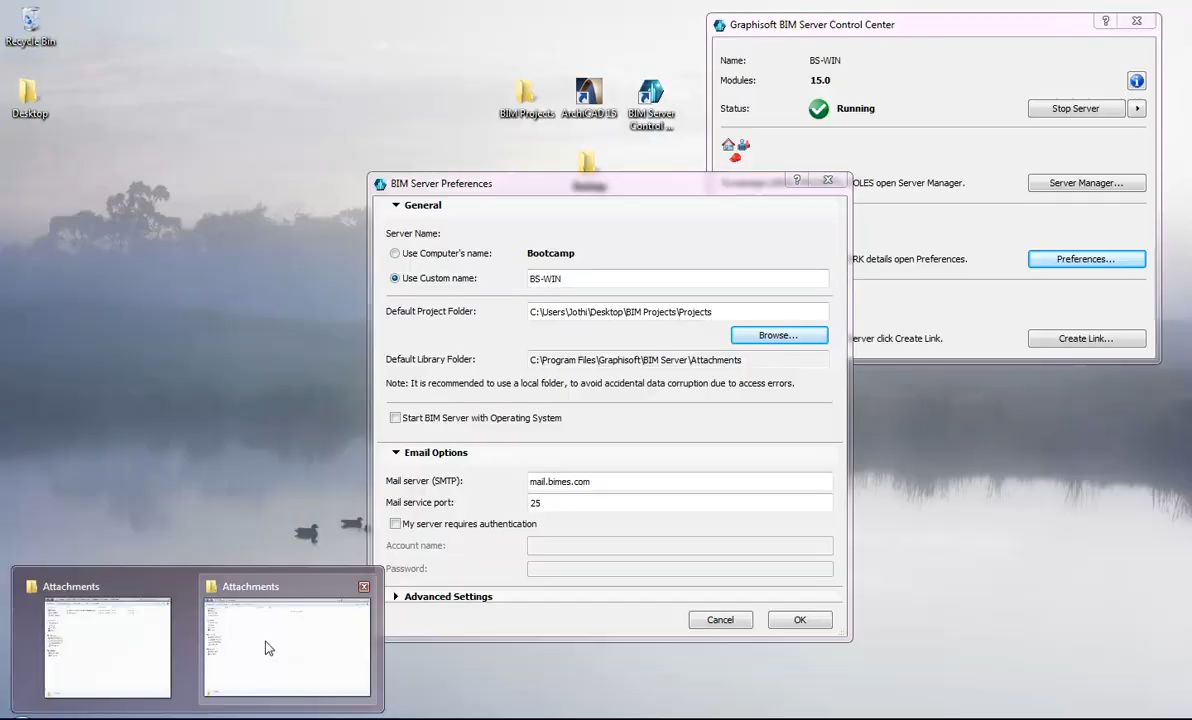 Recycle Bin
Desktop
BIM Projects
ArchiCAD 15
BIM Server
Control ...
Graphisoft BIM Server Control Center
Name: BS-WIN
Modules: 15.0
Status: Running
Stop Server
OLES open Server Manager.
Server Manager...
RK details open Preferences.
Preferences...
erver click Create Link.
Create Link...
BIM Server Preferences
General
Server Name:
Use Computer's name: Bootcamp
Use Custom name: BS-WIN
Default Project Folder: C:\Users\Jothi\Desktop\BIM Projects\Projects
Browse...
Default Library Folder: C:\Program Files\Graphisoft\BIM Server\Attachments
Note: It is recommended to use a local folder, to avoid accidental data corruption due to access errors.
Start BIM Server with Operating System
Email Options
Mail server (SMTP): mail.bimes.com
Mail service port: 25
My server requires authentication
Account name:
Password:
Advanced Settings
Cancel OK
Attachments
Attachments